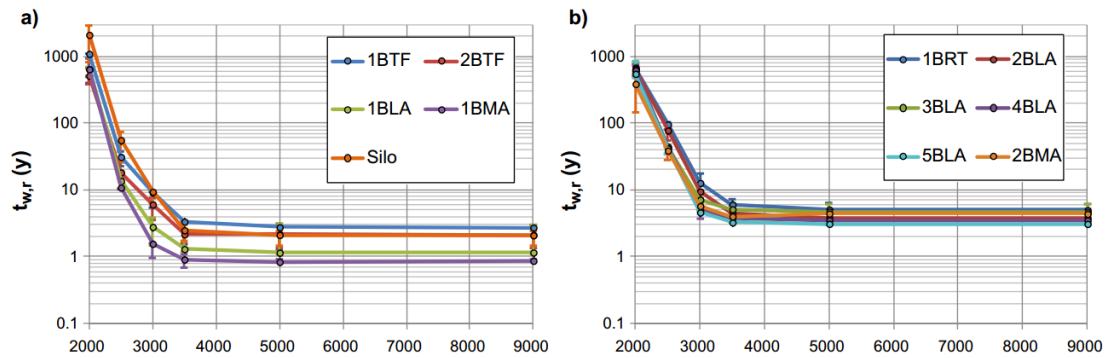 a)
t_w,r (y)
1000
100
10
1
0.1
2000 3000 4000 5000 6000 7000 8000 9000
1BTF 2BTF
1BLA 1BMA
Silo
b)
t_w,r (y)
1000
100
10
1
0.1
2000 3000 4000 5000 6000 7000 8000 9000
1BRT 2BLA
3BLA 4BLA
5BLA 2BMA